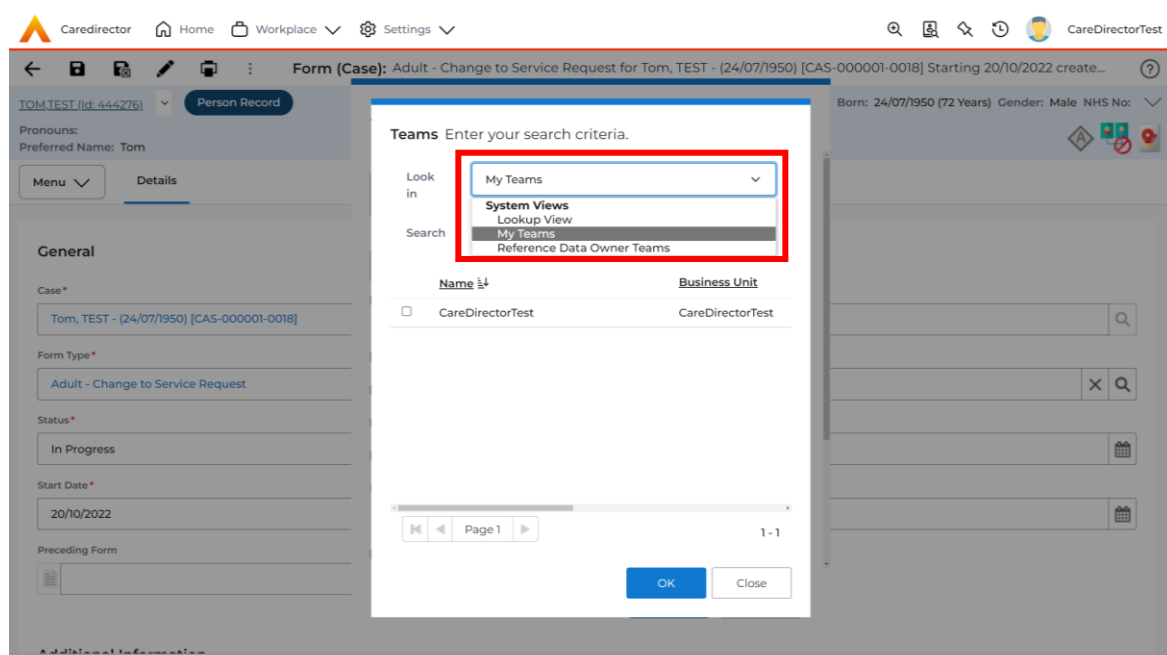 Caredirector Home Workplace Settings CareDirectorTest
Form (Case): Adult - Change to Service Request for Tom, TEST - (24/07/1950) [CAS-000001-0018] Starting 20/10/2022 create...
TOM,TEST (Id: 444276) Person Record Born: 24/07/1950 (72 Years) Gender: Male NHS No:
Pronouns:
Preferred Name: Tom
Menu Details
Teams Enter your search criteria.
Look in My Teams
System Views
Lookup View
My Teams
Reference Data Owner Teams
Search
Name Business Unit
CareDirectorTest CareDirectorTest
Page 1 1 - 1
OK Close
General
Case*
Tom, TEST - (24/07/1950) [CAS-000001-0018]
Form Type*
Adult - Change to Service Request
Status*
In Progress
Start Date*
20/10/2022
Preceding Form
Additional Information